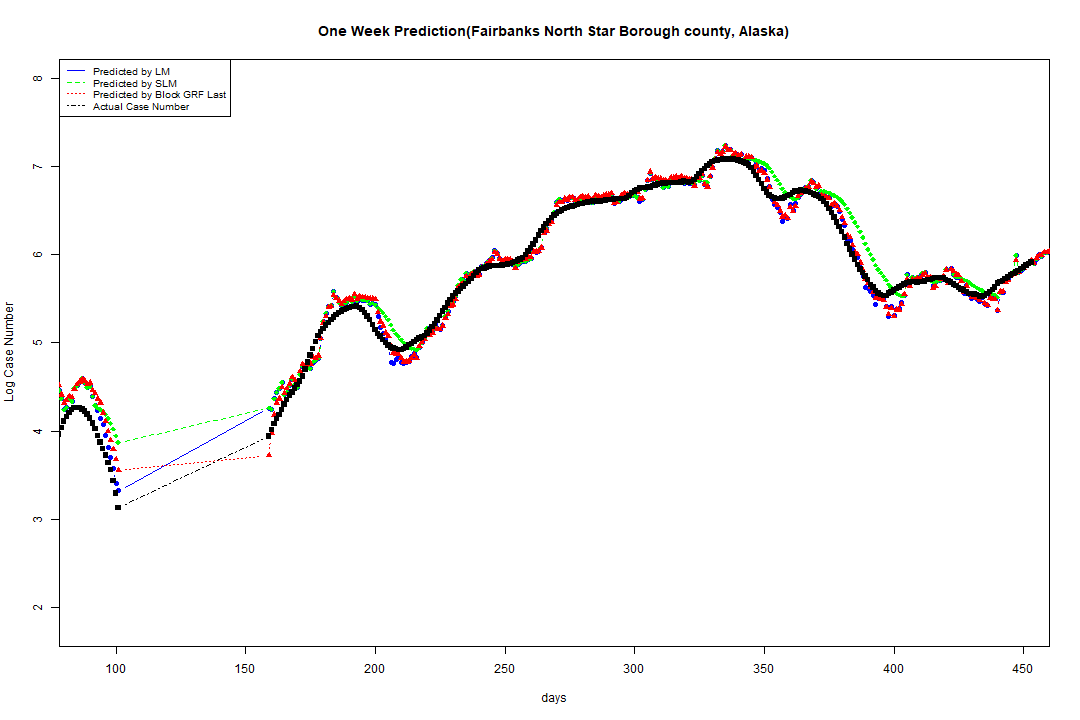 One Week Prediction(Fairbanks North Star Borough county, Alaska)
Predicted by LM
Predicted by SLM
Predicted by Block GRF Last
Actual Case Number
8
7
6
5
4
3
2
Log Case Number
100 150 200 250 300 350 400 450
days